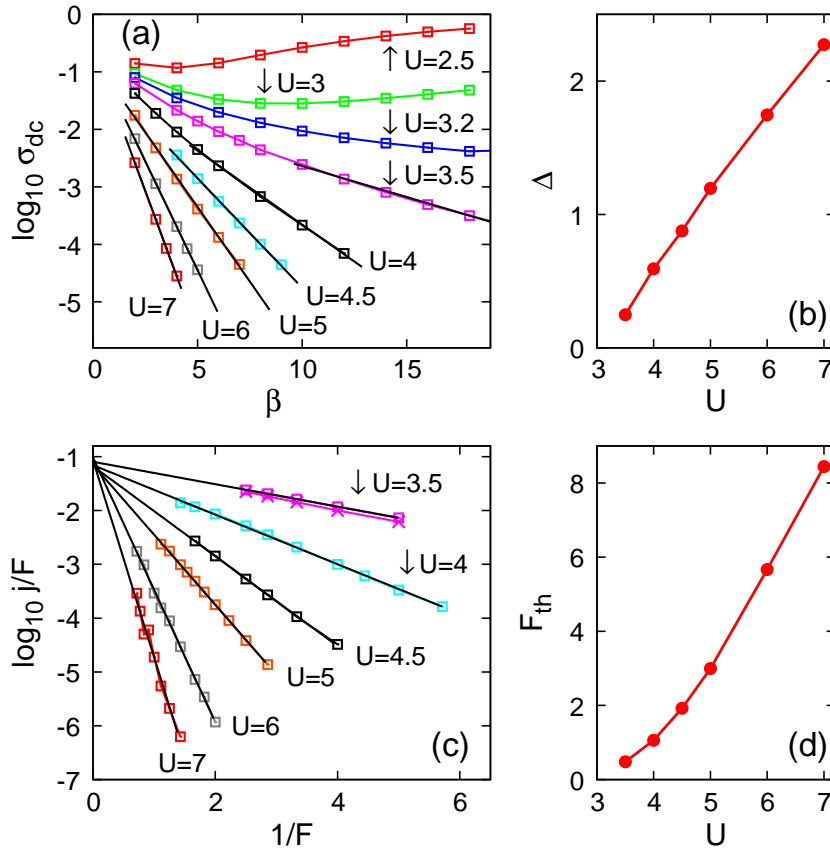 (a)
log₁₀ σdc
0
-1
-2
-3
-4
-5
↑ U=2.5
↓ U=3
↓ U=3.2
↓ U=3.5
U=4
U=4.5
U=5
U=6
U=7
0 5 10 15
β
(b)
Δ
2
1
0
3 4 5 6 7
U
(c)
log₁₀ j/F
-1
-2
-3
-4
-5
-6
-7
↓ U=3.5
↓ U=4
U=4.5
U=5
U=6
U=7
0 2 4 6
1/F
(d)
Fth
8
6
4
2
0
3 4 5 6 7
U